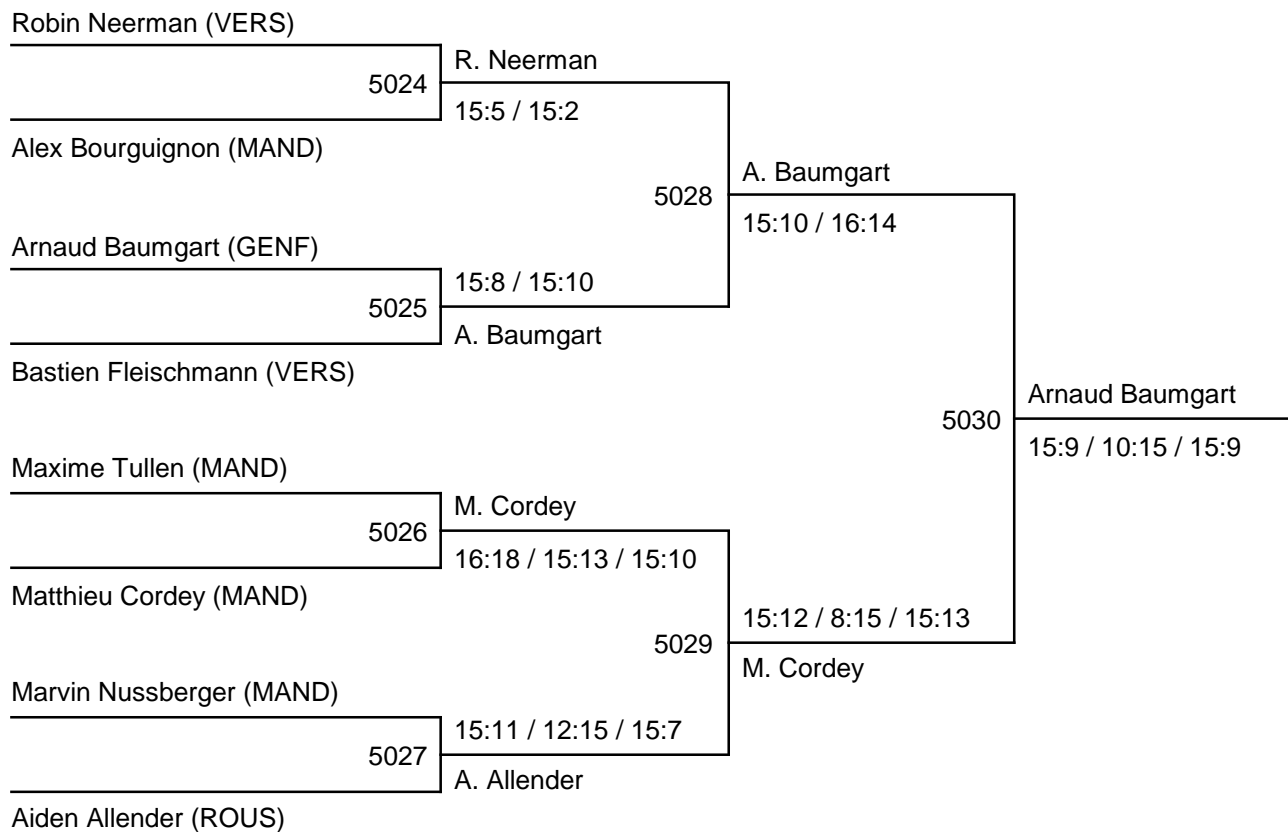 Robin Neerman (VERS)
R. Neerman
5024
15:5 / 15:2
Alex Bourguignon (MAND)
A. Baumgart
5028
15:10 / 16:14
Arnaud Baumgart (GENF)
15:8 / 15:10
5025
A. Baumgart
Bastien Fleischmann (VERS)
Arnaud Baumgart
5030
15:9 / 10:15 / 15:9
Maxime Tullen (MAND)
M. Cordey
5026
16:18 / 15:13 / 15:10
Matthieu Cordey (MAND)
15:12 / 8:15 / 15:13
5029
M. Cordey
Marvin Nussberger (MAND)
15:11 / 12:15 / 15:7
5027
A. Allender
Aiden Allender (ROUS)